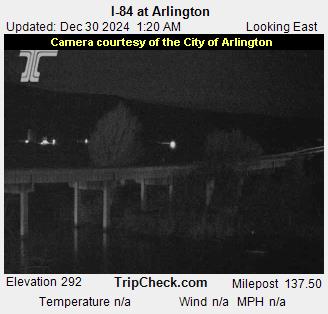 I-84 at Arlington
Updated: Dec 30 2024 1:20 AM Looking East
Camera courtesy of the City of Arlington
Elevation 292 TripCheck.com Milepost 137.50
Temperature n/a Wind n/a MPH n/a